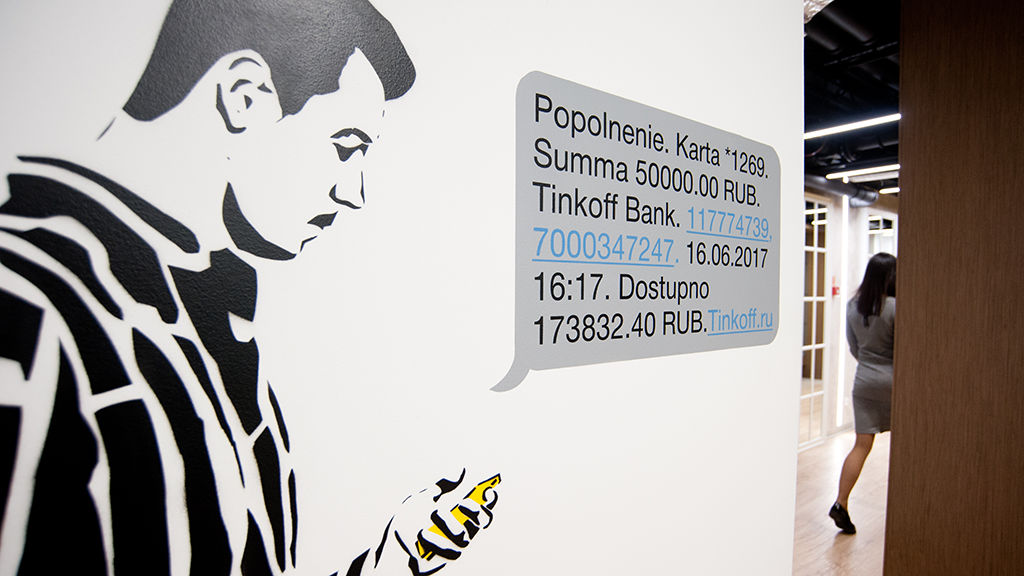 Popolnenie. Karta *1269.
Summa 50000.00 RUB.
Tinkoff Bank. 117774739,
7000347247. 16.06.2017
16:17. Dostupno
173832.40 RUB.Tinkoff.ru